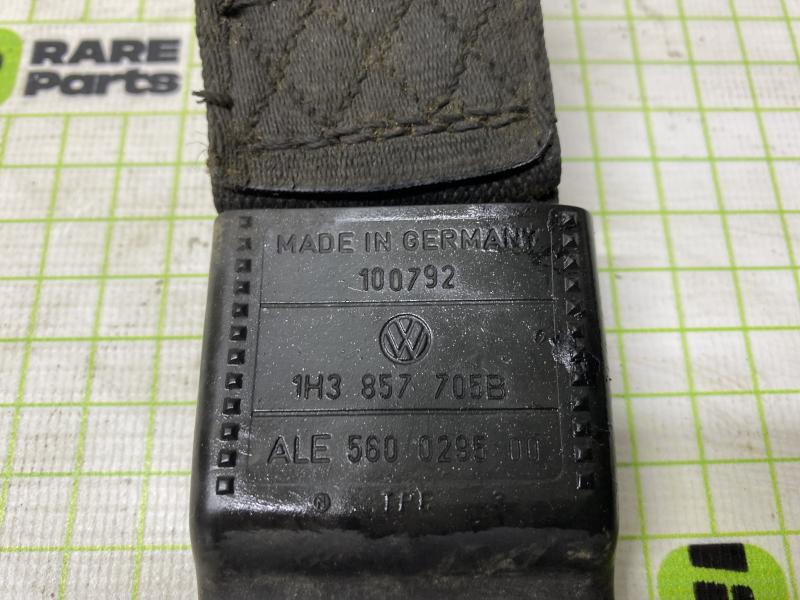 RARE
Parts
MADE IN GERMANY
100792
1H3 857 705B
ALE 560 0295 00